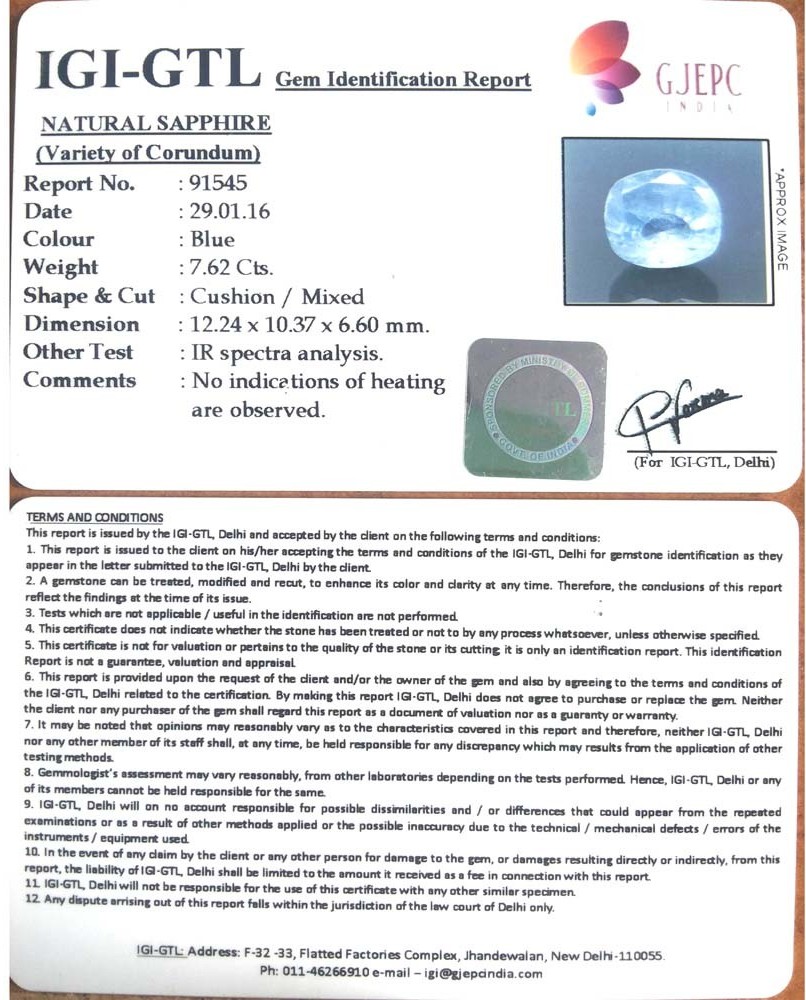 IGI-GTL Gem Identification Report
GJEPC
INDIA
NATURAL SAPPHIRE
(Variety of Corundum)
Report No. : 91545
Date : 29.01.16
Colour : Blue
Weight : 7.62 Cts.
Shape & Cut : Cushion / Mixed
Dimension : 12.24 x 10.37 x 6.60 mm.
Other Test : IR spectra analysis.
Comments : No indications of heating
are observed.
*APPROX IMAGE
SPONSORED BY MINISTRY OF COMMERCE
GOVT. OF INDIA
TL
(For IGI-GTL, Delhi)
TERMS AND CONDITIONS
This report is issued by the IGI-GTL, Delhi and accepted by the client on the following terms and conditions:
1. This report is issued to the client on his/her accepting the terms and conditions of the IGI-GTL, Delhi for gemstone identification as they
appear in the letter submitted to the IGI-GTL, Delhi by the client.
2. A gemstone can be treated, modified and recut, to enhance its color and clarity at any time. Therefore, the conclusions of this report
reflect the findings at the time of its issue.
3. Tests which are not applicable / useful in the identification are not performed.
4. This certificate does not indicate whether the stone has been treated or not to by any process whatsoever, unless otherwise specified.
5. This certificate is not for valuation or pertains to the quality of the stone or its cutting; it is only an identification report. This identification
Report is not a guarantee, valuation and appraisal.
6. This report is provided upon the request of the client and/or the owner of the gem and also by agreeing to the terms and conditions of
the IGI-GTL, Delhi related to the certification. By making this report IGI-GTL, Delhi does not agree to purchase or replace the gem. Neither
the client nor any purchaser of the gem shall regard this report as a document of valuation nor as a guaranty or warranty.
7. It may be noted that opinions may reasonably vary as to the characteristics covered in this report and therefore, neither IGI-GTL, Delhi
nor any other member of its staff shall, at any time, be held responsible for any discrepancy which may results from the application of other
testing methods.
8. Gemmologist's assessment may vary reasonably, from other laboratories depending on the tests performed. Hence, IGI-GTL, Delhi or any
of its members cannot be held responsible for the same.
9. IGI-GTL, Delhi will on no account responsible for possible dissimilarities and / or differences that could appear from the repeated
examinations or as a result of other methods applied or the possible inaccuracy due to the technical / mechanical defects / errors of the
instruments / equipment used.
10. In the event of any claim by the client or any other person for damage to the gem, or damages resulting directly or indirectly, from this
report, the liability of IGI-GTL, Delhi shall be limited to the amount it received as a fee in connection with this report.
11. IGI-GTL, Delhi will not be responsible for the use of this certificate with any other similar specimen.
12. Any dispute arrising out of this report falls within the jurisdiction of the law court of Delhi only.
IGI-GTL: Address: F-32 -33, Flatted Factories Complex, Jhandewalan, New Delhi-110055.
Ph: 011-46266910 e-mail – igi@gjepcindia.com